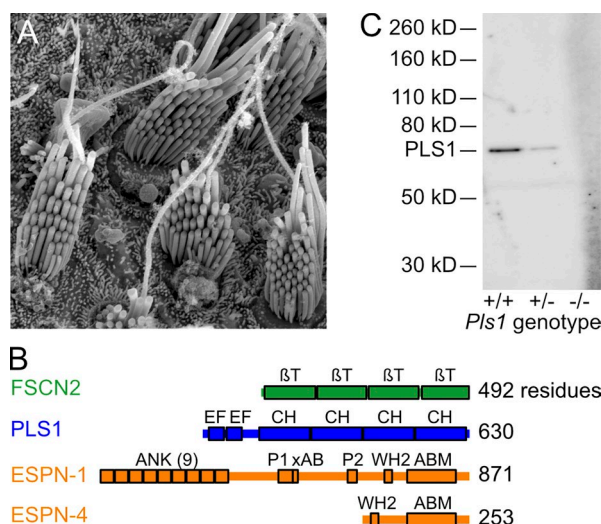 A
C
260 kD
160 kD
110 kD
80 kD
PLS1
50 kD
30 kD
+/+ +/- -/-
Pls1 genotype
B
ßT ßT ßT ßT
FSCN2 492 residues
EF EF CH CH CH CH
PLS1 630
ANK (9) P1 xAB P2 WH2 ABM
ESPN-1 871
WH2 ABM
ESPN-4 253